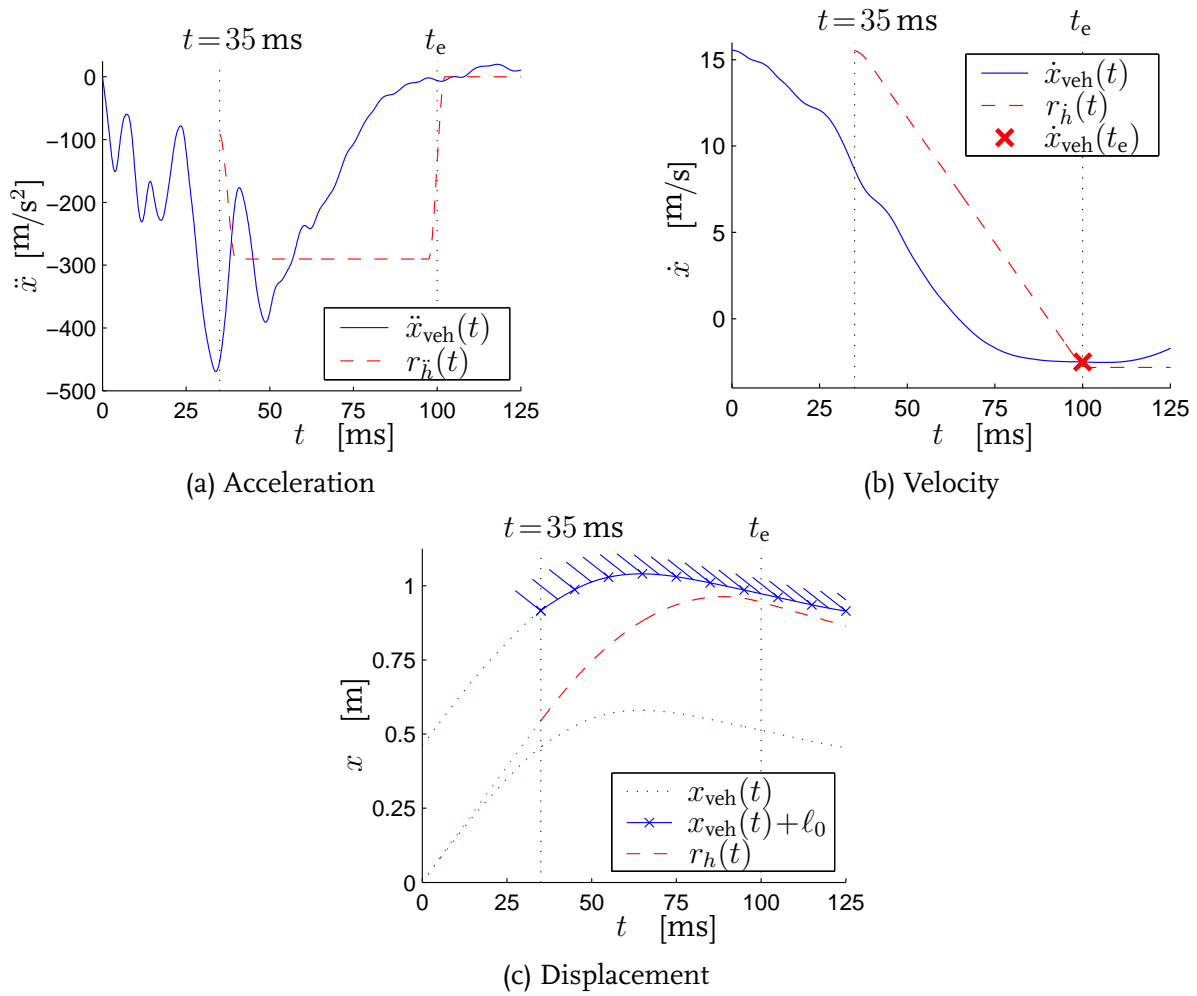 t = 35 ms
t_e
0
−100
−200
−300
−400
−500
ẍ [m/s²]
ẍ_veh(t)
r_ḧ(t)
0 25 50 75 100 125
t [ms]
(a) Acceleration
t = 35 ms
t_e
15
10
5
0
ẋ [m/s]
ẋ_veh(t)
r_ḣ(t)
ẋ_veh(t_e)
0 25 50 75 100 125
t [ms]
(b) Velocity
t = 35 ms
t_e
1
0.75
0.5
0.25
0
x [m]
x_veh(t)
x_veh(t)+ℓ₀
r_h(t)
0 25 50 75 100 125
t [ms]
(c) Displacement